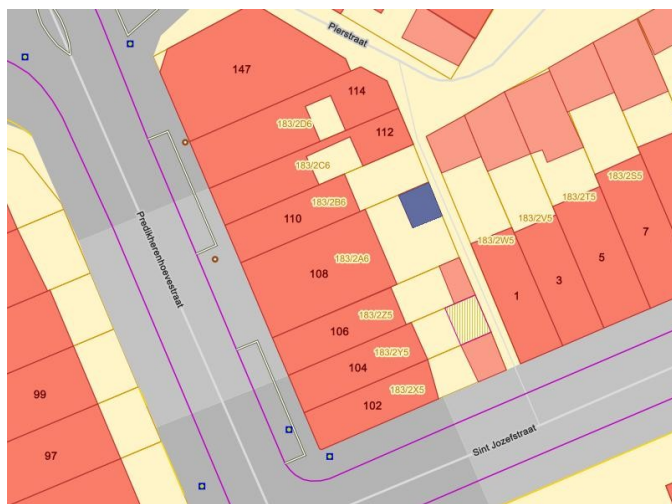 Pierstraat
147
114
183/2D6
112
183/2C6
183/2S5
183/2T5
183/2B6
110
183/2V5
183/2W5
7
5
183/2A6
108
3
1
Predikherenhoevestraat
183/2Z5
106
183/2Y5
104
183/2X5
102
99
97
Sint Jozefstraat